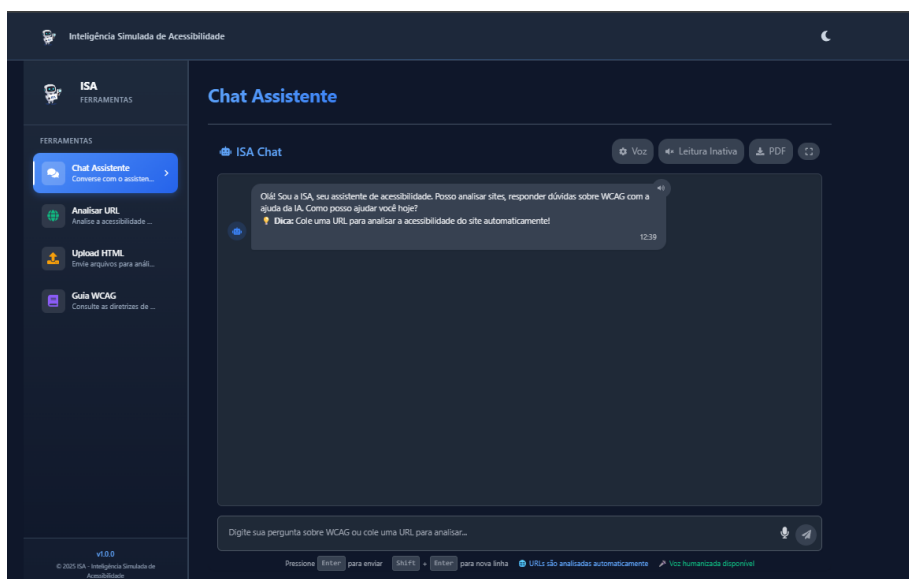 Inteligência Simulada de Acessibilidade
ISA
FERRAMENTAS
FERRAMENTAS
Chat Assistente
Converse com o assisten...
Analisar URL
Analise a acessibilidade ...
Upload HTML
Envie arquivos para análi...
Guia WCAG
Consulte as diretrizes de ...
v1.0.0
© 2025 ISA - Inteligência Simulada de
Acessibilidade
Chat Assistente
ISA Chat
Voz
Leitura Inativa
PDF
Olá! Sou a ISA, seu assistente de acessibilidade. Posso analisar sites, responder dúvidas sobre WCAG com a
ajuda da IA. Como posso ajudar você hoje?
Dica: Cole uma URL para analisar a acessibilidade do site automaticamente!
12:39
Digite sua pergunta sobre WCAG ou cole uma URL para analisar...
Pressione Enter para enviar Shift + Enter para nova linha URLs são analisadas automaticamente Voz humanizada disponível